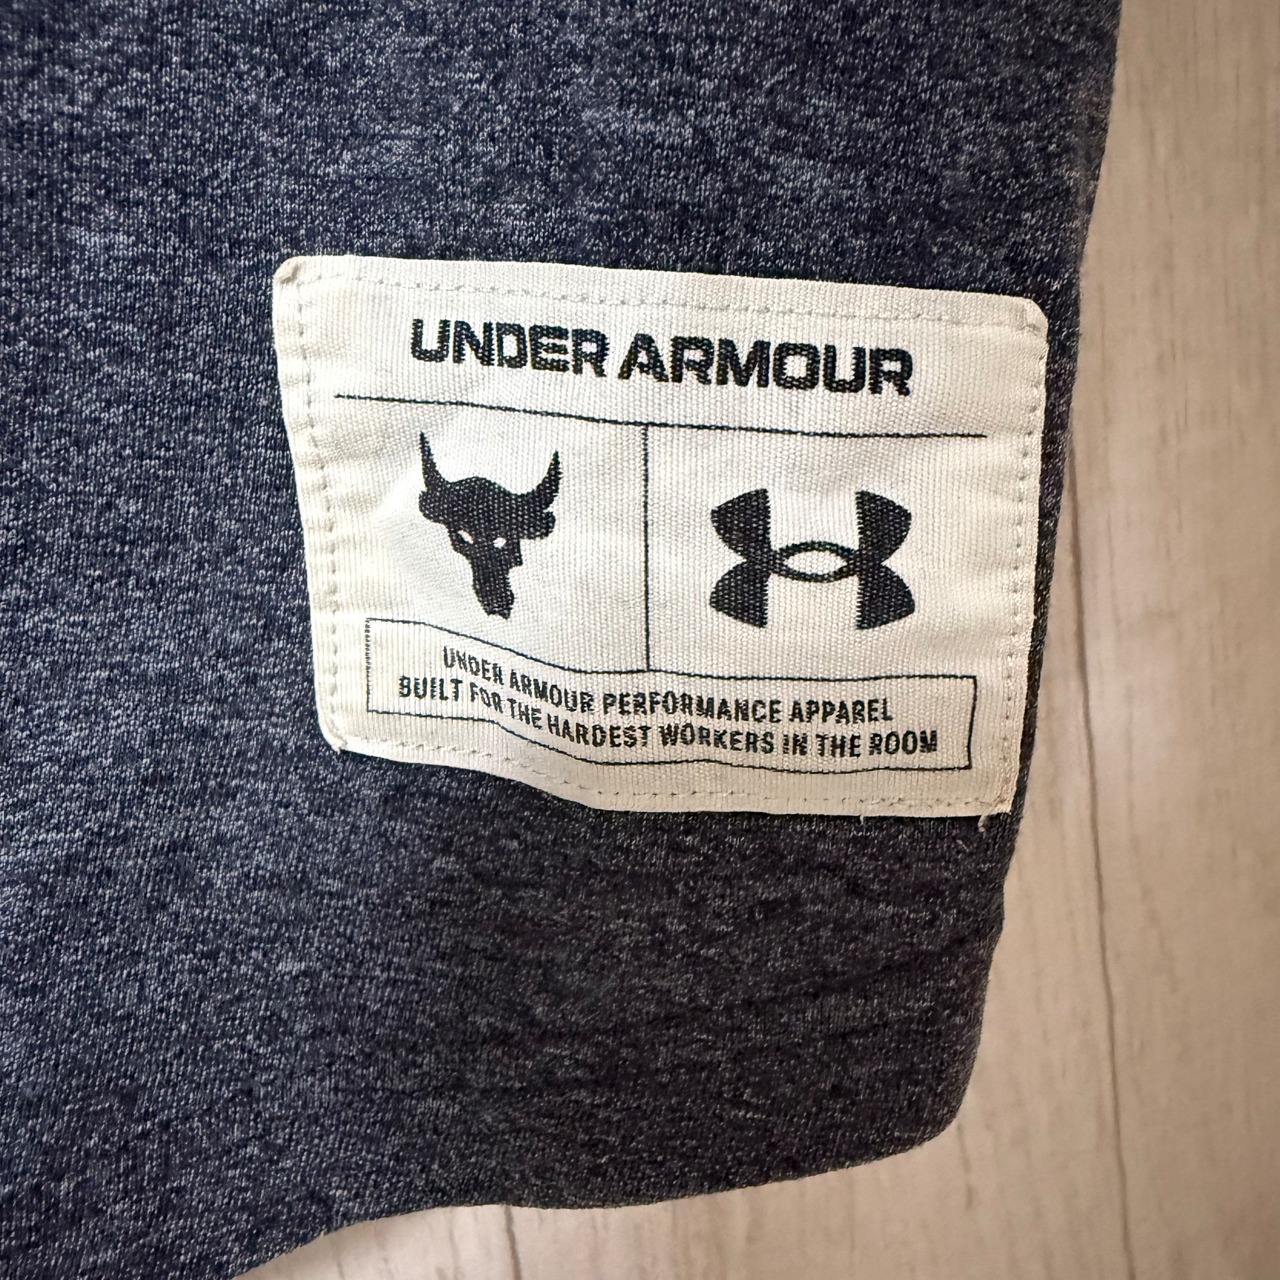 UNDER ARMOUR
UNDER ARMOUR PERFORMANCE APPAREL
BUILT FOR THE HARDEST WORKERS IN THE ROOM